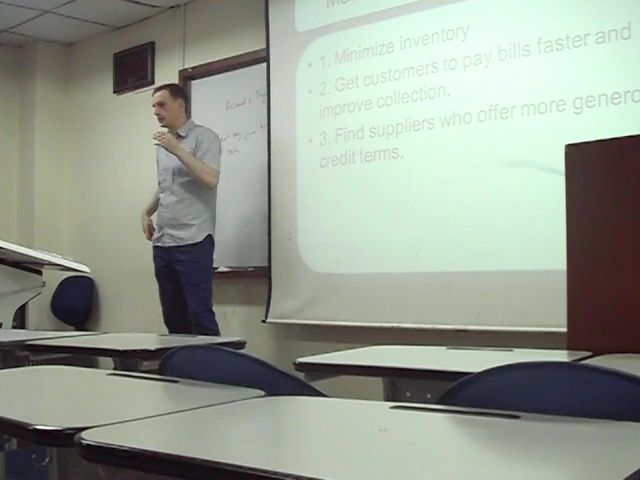 • 1. Minimize inventory
• 2. Get customers to pay bills faster and
improve collection.
• 3. Find suppliers who offer more
credit terms.